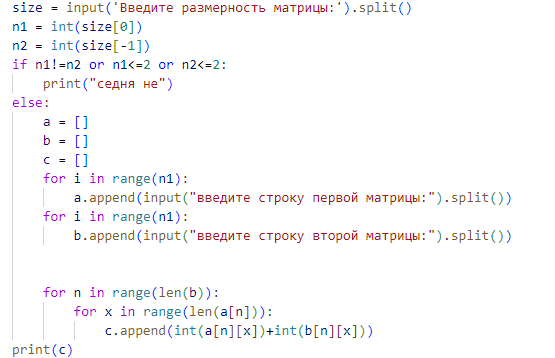 size = input('Введите размерность матрицы:').split()
n1 = int(size[0])
n2 = int(size[-1])
if n1!=n2 or n1<=2 or n2<=2:
    print("седня не")
else:
    a = []
    b = []
    c = []
    for i in range(n1):
        a.append(input("введите строку первой матрицы:").split())
    for i in range(n1):
        b.append(input("введите строку второй матрицы:").split())
    for n in range(len(b)):
        for x in range(len(a[n])):
            c.append(int(a[n][x])+int(b[n][x]))
print(c)